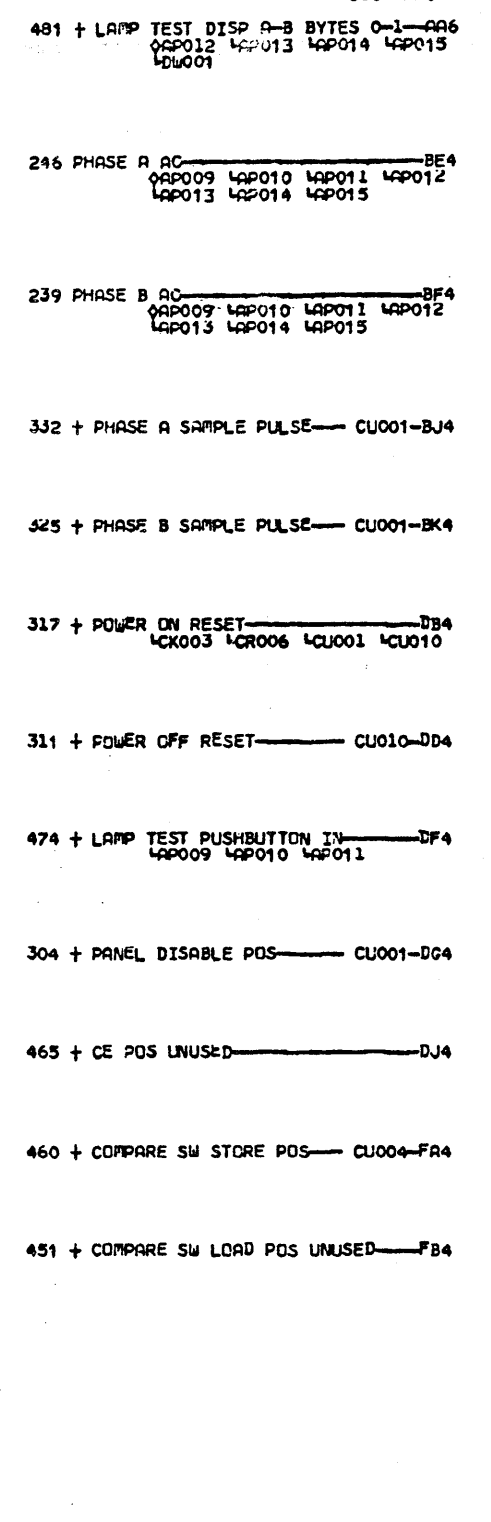 481 + LAMP TEST DISP A-B BYTES 0-1—AA6
◊AP012 ┗AP013 ┗AP014 ┗AP015
┗DW001
246 PHASE A AC—BE4
◊AP009 ┗AP010 ┗AP011 ┗AP012
┗AP013 ┗AP014 ┗AP015
239 PHASE B AC—BF4
◊AP009 ┗AP010 ┗AP011 ┗AP012
┗AP013 ┗AP014 ┗AP015
332 + PHASE A SAMPLE PULSE— CU001-BJ4
325 + PHASE B SAMPLE PULSE— CU001-BK4
317 + POWER ON RESET—DB4
┗CK003 ┗CR006 ┗CU001 ┗CU010
311 + POWER OFF RESET— CU010-DD4
474 + LAMP TEST PUSHBUTTON IN—DF4
┗AP009 ┗AP010 ┗AP011
304 + PANEL DISABLE POS— CU001-DG4
465 + CE POS UNUSED—DJ4
460 + COMPARE SW STORE POS— CU004-FA4
451 + COMPARE SW LOAD POS UNUSED—FB4